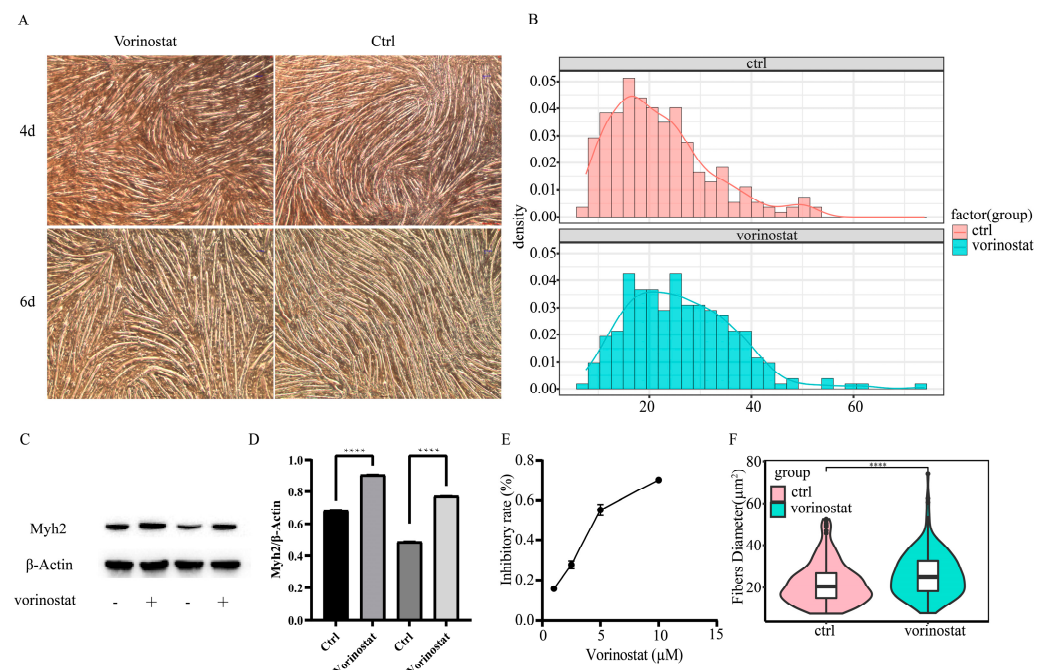 A
Vorinostat
Ctrl
4d
6d
B
ctrl
0.05
0.04
0.03
0.02
0.01
0.00
density
vorinostat
0.05
0.04
0.03
0.02
0.01
0.00
20
40
60
factor(group)
ctrl
vorinostat
C
Myh2
β-Actin
vorinostat
-
+
-
+
D
Myh2/β-Actin
1.0
0.8
0.6
0.4
0.2
0.0
****
****
Ctrl
Vorinostat
Ctrl
Vorinostat
E
Inhibitory rate (%)
0.8
0.6
0.4
0.2
0.0
0
5
10
15
Vorinostat (μM)
F
Fibers Diameter(μm²)
80
60
40
20
group
ctrl
vorinostat
****
ctrl
vorinostat